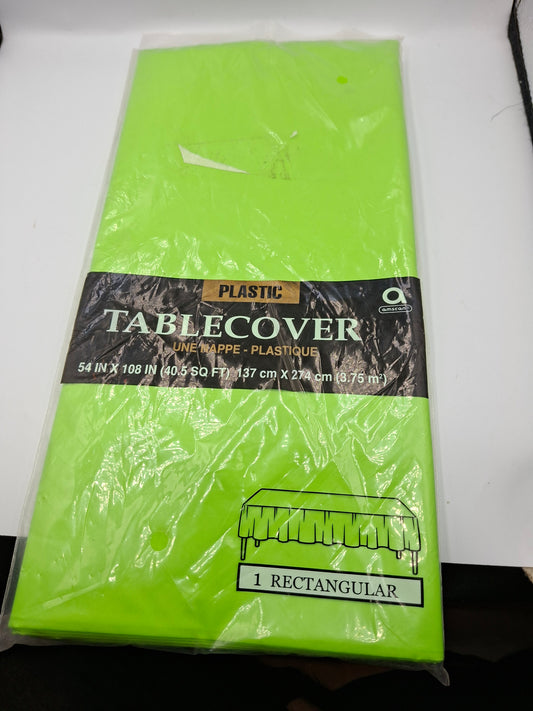 PLASTIC
a
amscan
TABLECOVER
UNE NAPPE - PLASTIQUE
54 IN X 108 IN (40.5 SQ FT) 137 cm X 274 cm (3.75 m²)
1 RECTANGULAR